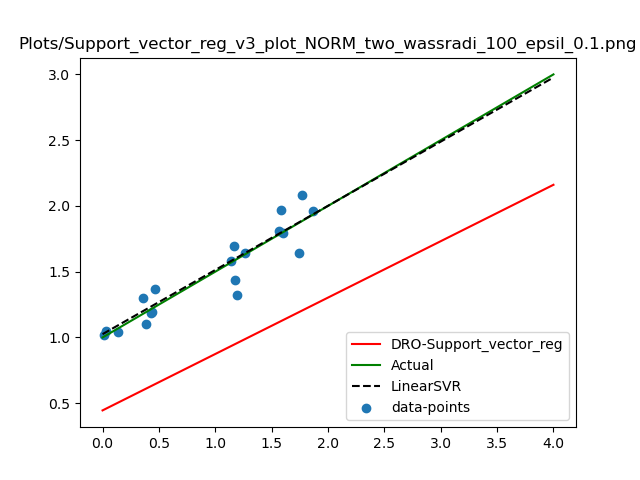 Plots/Support_vector_reg_v3_plot_NORM_two_wassradi_100_epsil_0.1.png
3.0
2.5
2.0
1.5
1.0
0.5
DRO-Support_vector_reg
Actual
LinearSVR
data-points
0.0 0.5 1.0 1.5 2.0 2.5 3.0 3.5 4.0